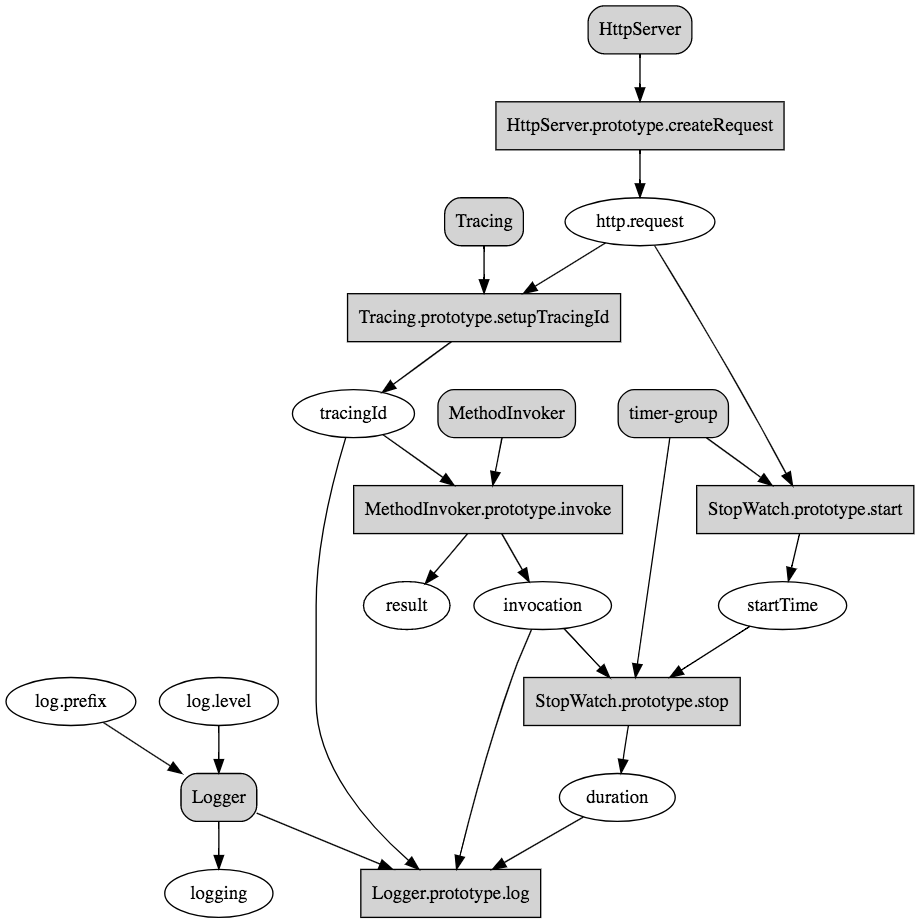 HttpServer
HttpServer.prototype.createRequest
Tracing
http.request
Tracing.prototype.setupTracingId
tracingId
MethodInvoker
timer-group
MethodInvoker.prototype.invoke
StopWatch.prototype.start
result
invocation
startTime
log.prefix
log.level
StopWatch.prototype.stop
Logger
duration
logging
Logger.prototype.log